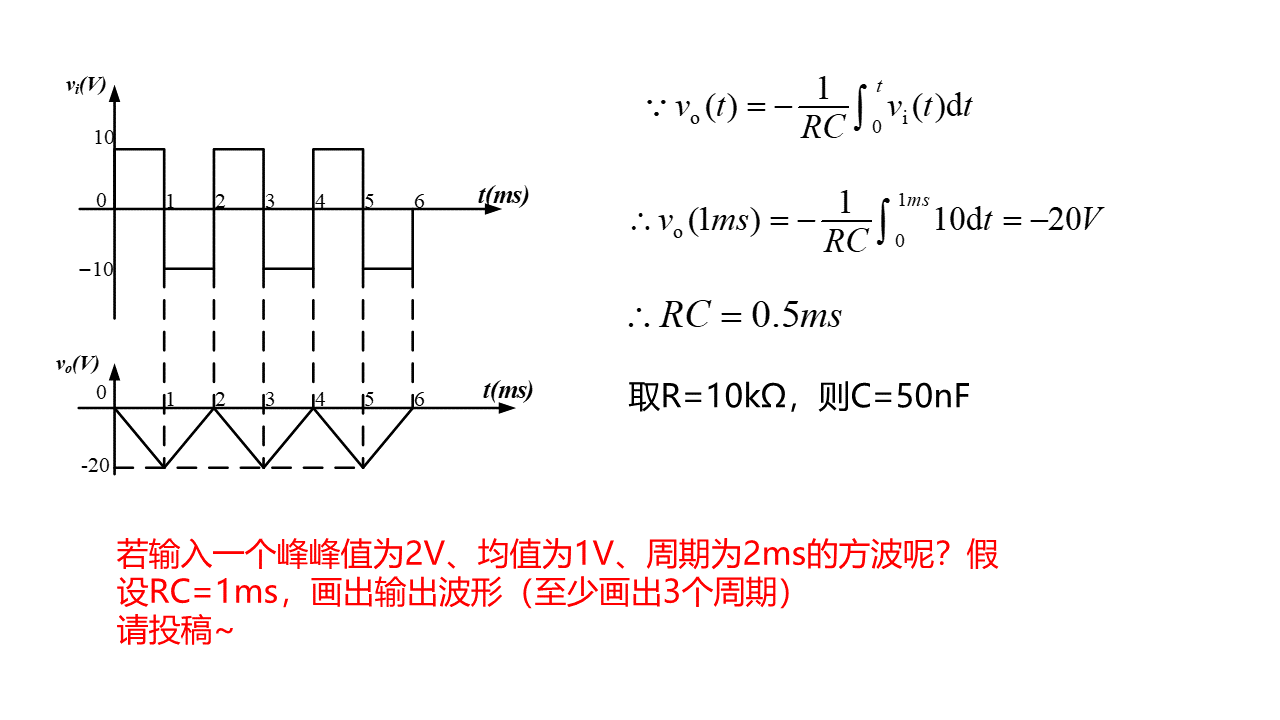 vᵢ(V)
10
0 1 2 3 4 5 6 t(ms)
−10
vₒ(V)
0 1 2 3 4 5 6 t(ms)
-20
∵ vₒ(t) = −1/RC ∫₀ᵗ vᵢ(t)dt
∴ vₒ(1ms) = −1/RC ∫₀¹ᵐˢ 10dt = −20V
∴ RC = 0.5ms
取R=10kΩ，则C=50nF
若输入一个峰峰值为2V、均值为1V、周期为2ms的方波呢？假
设RC=1ms，画出输出波形（至少画出3个周期）
请投稿~